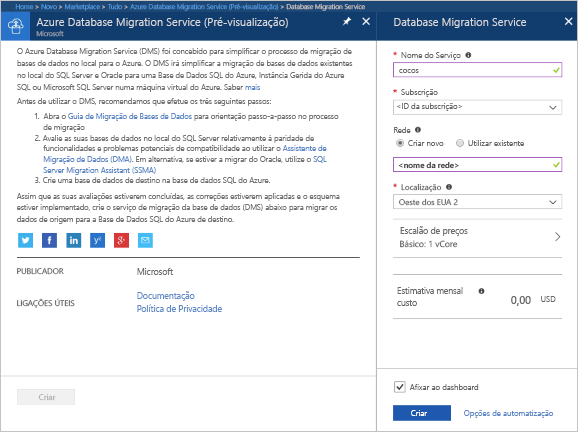 Home > Novo > Marketplace > Tudo > Azure Database Migration Service (Pré-visualização) > Database Migration Service
Azure Database Migration Service (Pré-visualização)
Microsoft
O Azure Database Migration Service (DMS) foi concebido para simplificar o processo de migração de
bases de dados no local para o Azure. O DMS irá simplificar a migração de bases de dados existentes
no local do SQL Server e Oracle para uma Base de Dados SQL do Azure, Instância Gerida do Azure
SQL ou Microsoft SQL Server numa máquina virtual do Azure. Saber mais
Antes de utilizar o DMS, recomendamos que efetue os três seguintes passos:
1. Abra o Guia de Migração de Bases de Dados para orientação passo-a-passo no processo
de migração
2. Avalie as suas bases de dados no local do SQL Server relativamente à paridade de
funcionalidades e problemas potenciais de compatibilidade ao utilizar o Assistente de
Migração de Dados (DMA). Em alternativa, se estiver a migrar do Oracle, utilize o SQL
Server Migration Assistant (SSMA)
3. Crie uma base de dados de destino na base de dados SQL do Azure.
Assim que as suas avaliações estiverem concluídas, as correções estiverem aplicadas e o esquema
estiver implementado, crie o serviço de migração da base de dados (DMS) abaixo para migrar os
dados de origem para a Base de Dados SQL do Azure de destino.
PUBLICADOR Microsoft
LIGAÇÕES ÚTEIS
Documentação
Política de Privacidade
Criar
Database Migration Service
* Nome do Serviço
cocos
* Subscrição
<ID da subscrição>
Rede
Criar novo Utilizar existente
<nome da rede>
* Localização
Oeste dos EUA 2
Escalão de preços
Básico: 1 vCore
Estimativa mensal
custo
0,00 USD
Afixar ao dashboard
Criar Opções de automatização